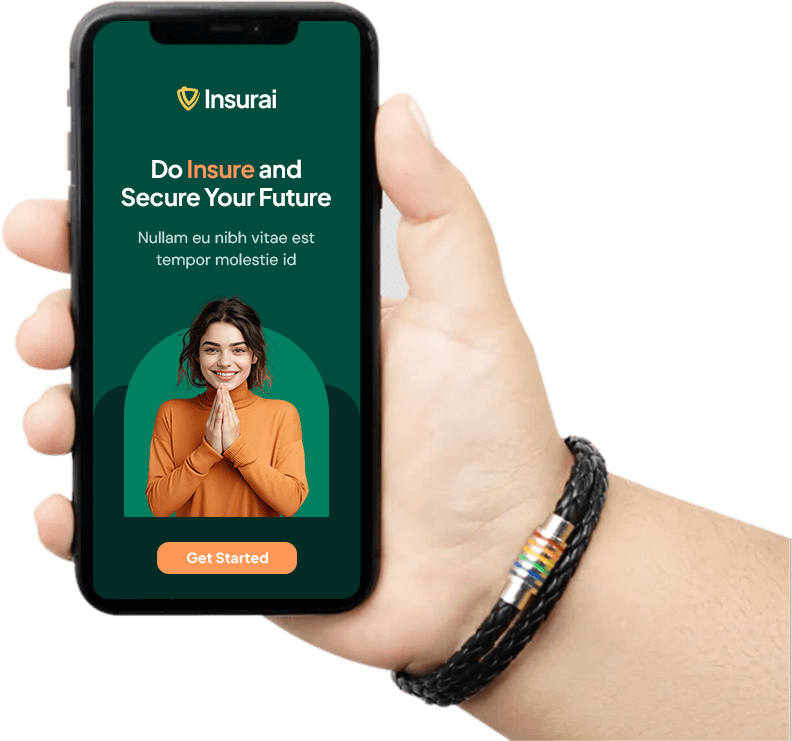 Insurai
Do Insure and
Secure Your Future
Nullam eu nibh vitae est
tempor molestie id
Get Started